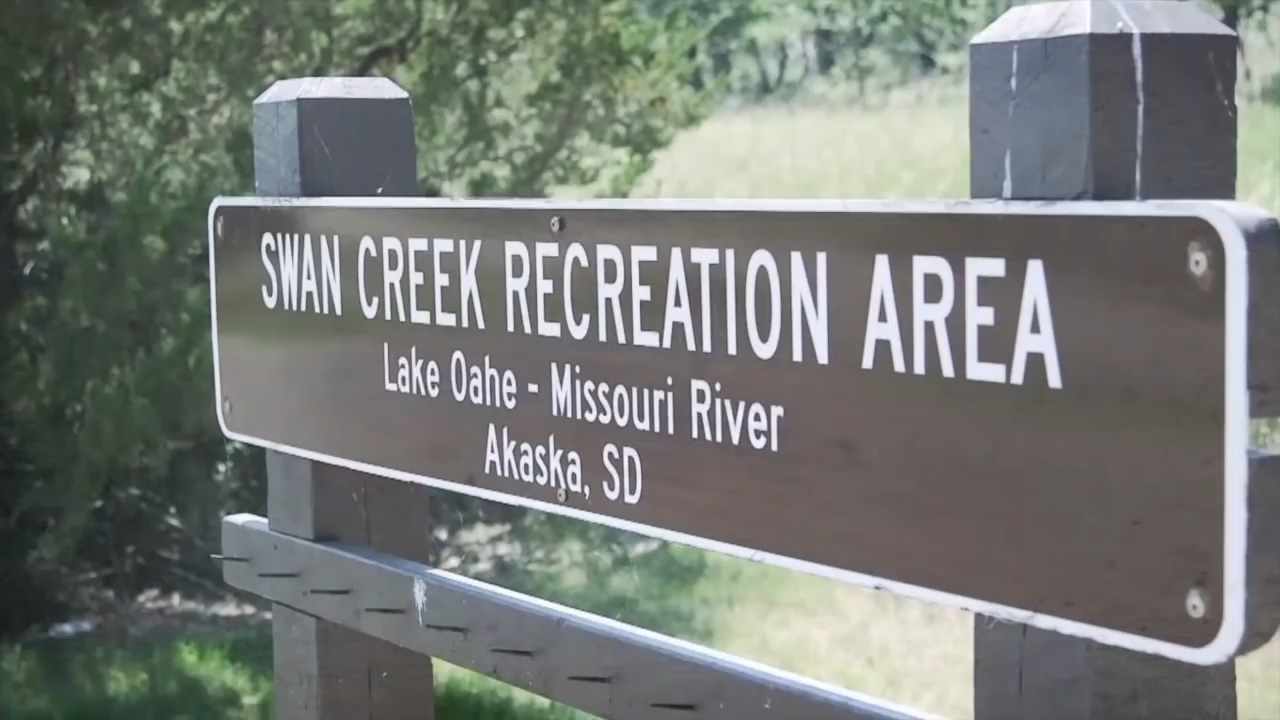 SWAN CREEK RECREATION AREA
Lake Oahe - Missouri River
Akaska, SD